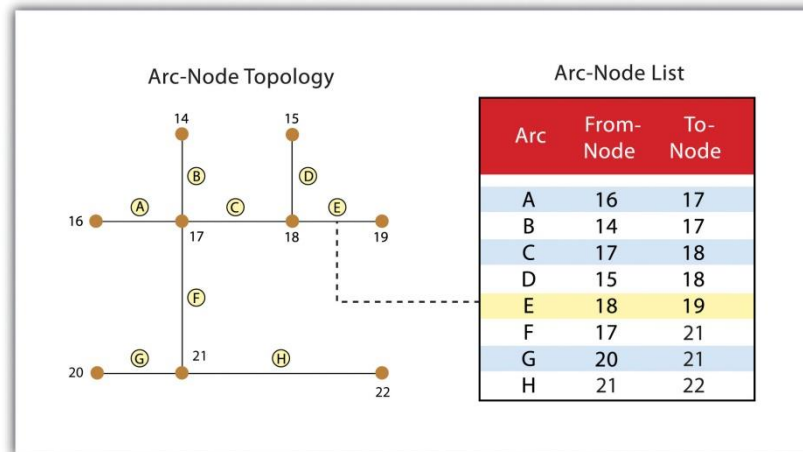 Arc-Node Topology
14
15
B
D
A
C
E
16
17
18
19
F
G
21
H
20
22
Arc-Node List
Arc From-Node To-Node
A 16 17
B 14 17
C 17 18
D 15 18
E 18 19
F 17 21
G 20 21
H 21 22